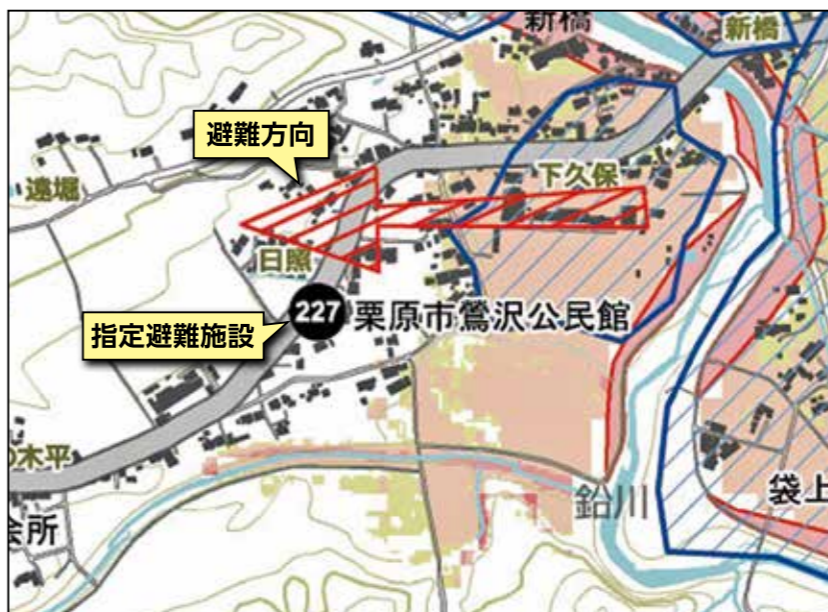 新橋
新橋
避難方向
下久保
遠堀
日照
227
栗原市鶯沢公民館
指定避難施設
木平
鉛川
袋上
会所